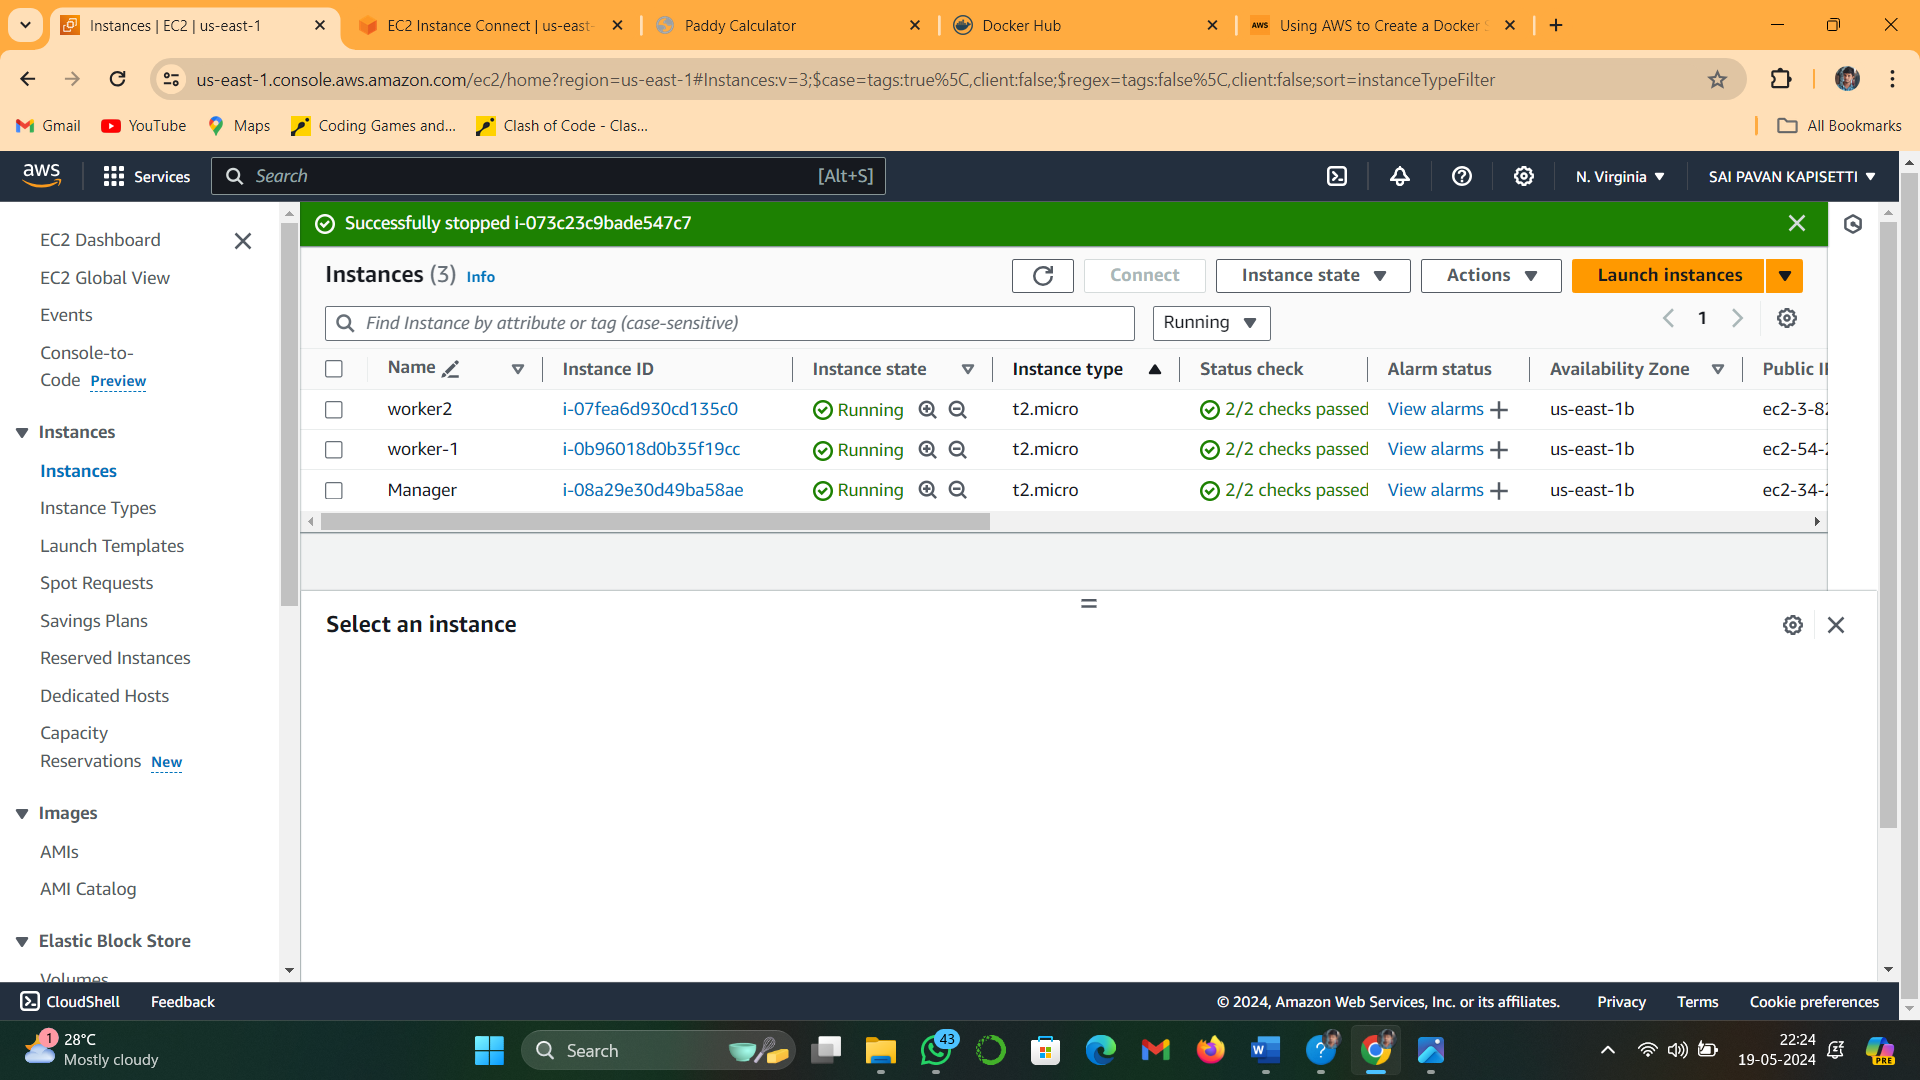 Instances | EC2 | us-east-1
EC2 Instance Connect | us-east-
Paddy Calculator
Docker Hub
aws
Using AWS to Create a Docker S
us-east-1.console.aws.amazon.com/ec2/home?region=us-east-1#Instances:v=3;$case=tags:true%5C,client:false;$regex=tags:false%5C,client:false;sort=instanceTypeFilter
Gmail
YouTube
Maps
Coding Games and...
Clash of Code - Clas...
All Bookmarks
aws
Services
Search
[Alt+S]
N. Virginia
SAI PAVAN KAPISETTI
EC2 Dashboard
EC2 Global View
Events
Console-to-
Code Preview
Instances
Instances
Instance Types
Launch Templates
Spot Requests
Savings Plans
Reserved Instances
Dedicated Hosts
Capacity
Reservations New
Images
AMIs
AMI Catalog
Elastic Block Store
Volumes
Successfully stopped i-073c23c9bade547c7
Instances (3) Info
Connect
Instance state
Actions
Launch instances
Find Instance by attribute or tag (case-sensitive)
Running
1
Name Instance ID Instance state Instance type Status check Alarm status Availability Zone Public I
worker2 i-07fea6d930cd135c0 Running t2.micro 2/2 checks passed View alarms us-east-1b ec2-3-82
worker-1 i-0b96018d0b35f19cc Running t2.micro 2/2 checks passed View alarms us-east-1b ec2-54-2
Manager i-08a29e30d49ba58ae Running t2.micro 2/2 checks passed View alarms us-east-1b ec2-34-2
Select an instance
CloudShell
Feedback
© 2024, Amazon Web Services, Inc. or its affiliates.
Privacy
Terms
Cookie preferences
1
28°C
Mostly cloudy
Search
43
22:24
19-05-2024
PRE